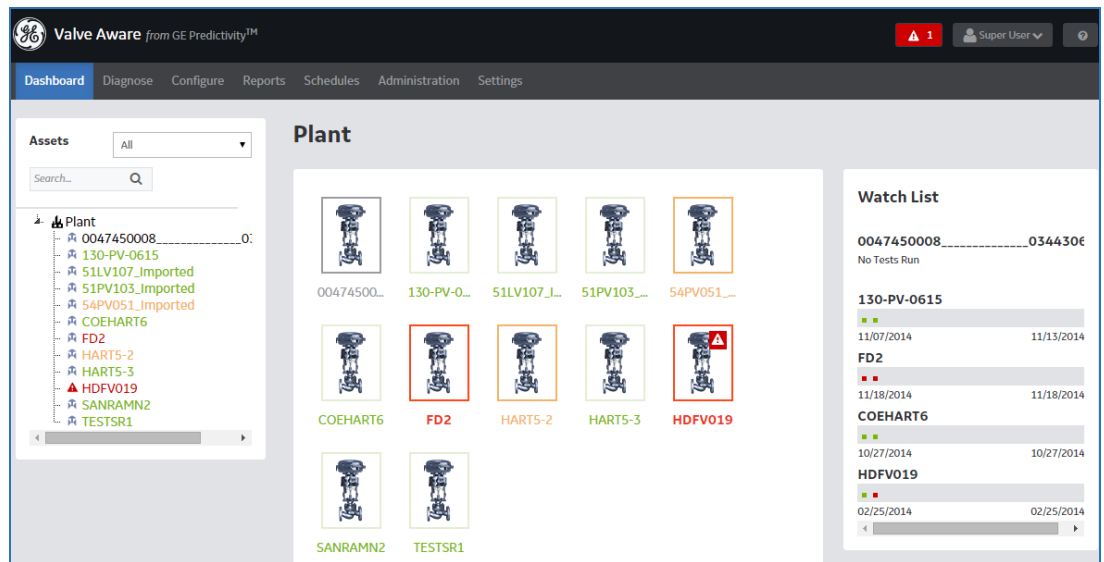 Valve Aware from GE Predictivity™
1
Super User
?
Dashboard Diagnose Configure Reports Schedules Administration Settings
Assets
All
Search...
Plant
0047450008______________0
130-PV-0615
51LV107_Imported
51PV103_Imported
54PV051_Imported
COEHART6
FD2
HART5-2
HART5-3
HDFV019
SANRAMN2
TESTSR1
Plant
00474500... 130-PV-0... 51LV107_I... 51PV103_... 54PV051_...
COEHART6 FD2 HART5-2 HART5-3 HDFV019
SANRAMN2 TESTSR1
Watch List
0047450008______________0344306
No Tests Run
130-PV-0615
11/07/2014 11/13/2014
FD2
11/18/2014 11/18/2014
COEHART6
10/27/2014 10/27/2014
HDFV019
02/25/2014 02/25/2014